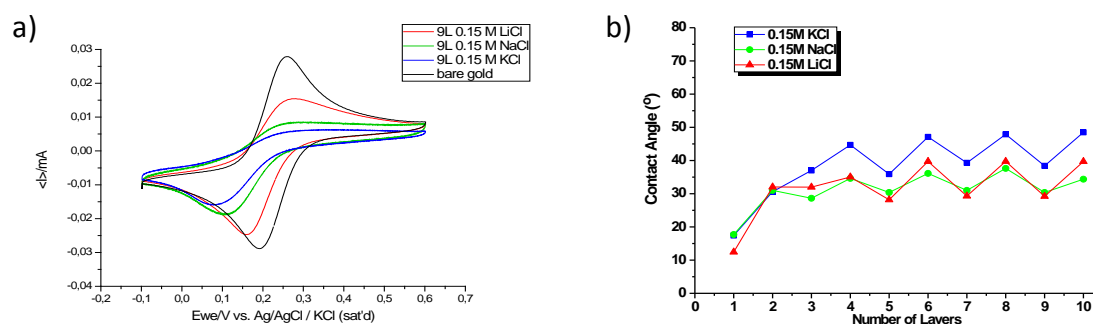 a)
9L 0.15 M LiCl
9L 0.15 M NaCl
9L 0.15 M KCl
bare gold
0,03
0,02
0,01
0,00
-0,01
-0,02
-0,03
-0,04
<I>/mA
-0,2 -0,1 0,0 0,1 0,2 0,3 0,4 0,5 0,6 0,7
Ewe/V vs. Ag/AgCl / KCl (sat'd)
b)
0.15M KCl
0.15M NaCl
0.15M LiCl
80
70
60
50
40
30
20
10
0
Contact Angle (º)
1 2 3 4 5 6 7 8 9 10
Number of Layers